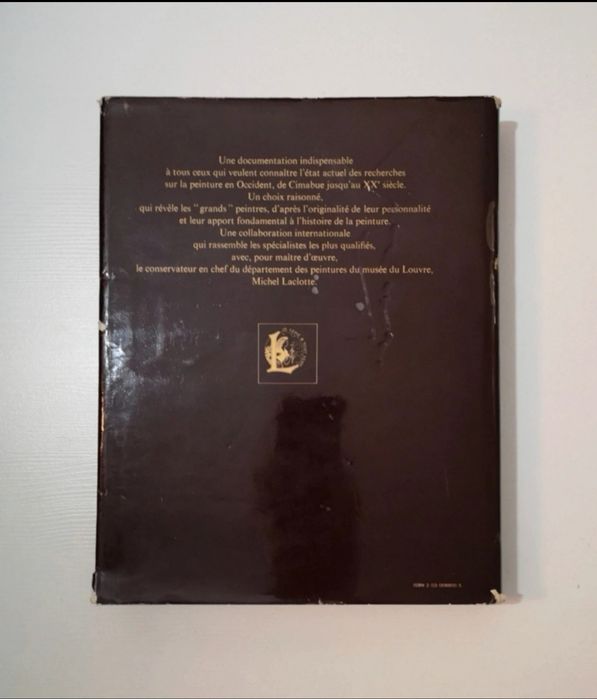 Une documentation indispensable
à tous ceux qui veulent connaître l'état actuel des recherches
sur la peinture en Occident, de Cimabue jusqu'au XXe siècle.
Un choix raisonné,
qui révèle les "grands" peintres, d'après l'originalité de leur personnalité
et leur apport fondamental à l'histoire de la peinture.
Une collaboration internationale
qui rassemble les spécialistes les plus qualifiés,
avec, pour maître d'œuvre,
le conservateur en chef du département des peintures du musée du Louvre,
Michel Laclotte.
L
ISBN